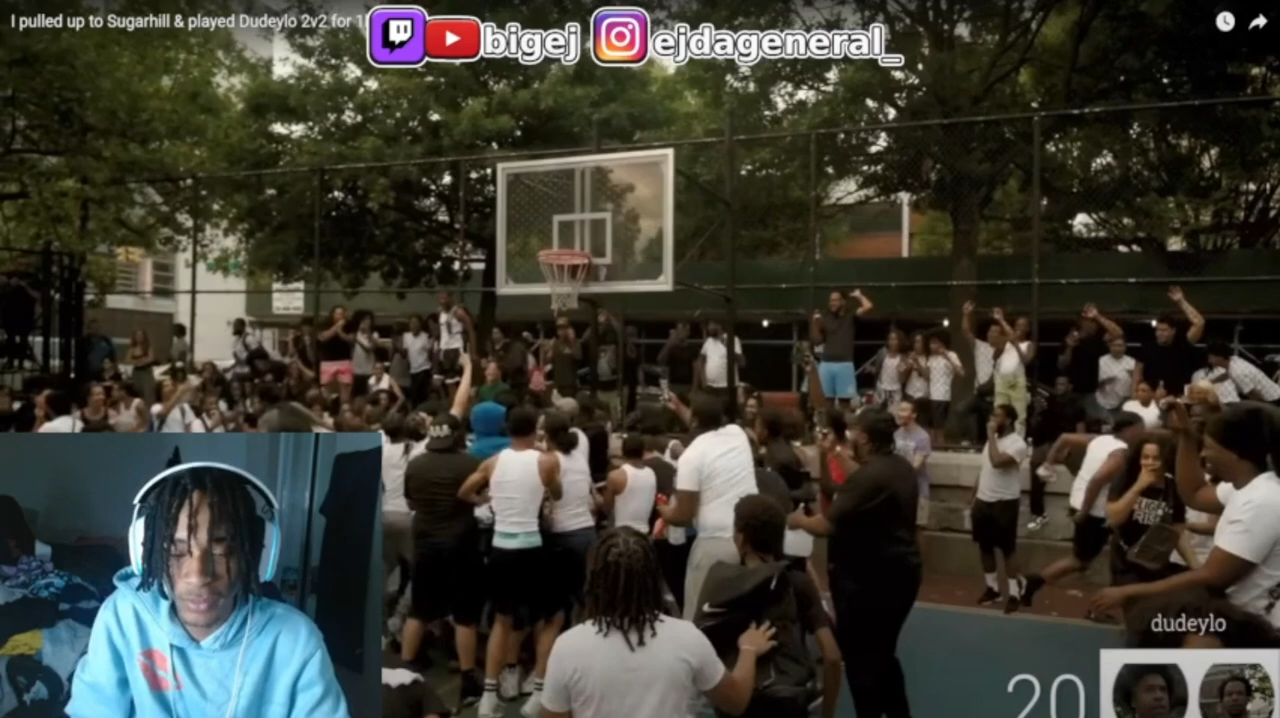 I pulled up to Sugarhill & played Dudeylo 2v2 for 1
bigej
ejdageneral_
dudeylo
20